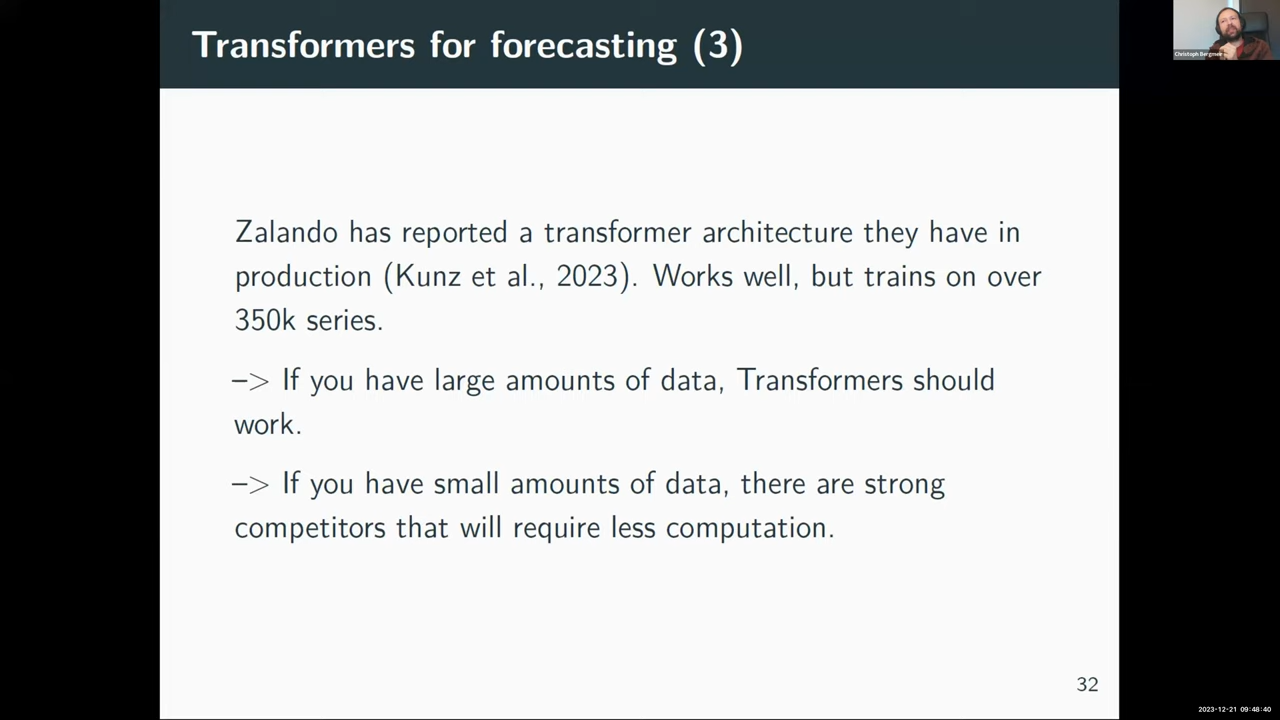 Transformers for forecasting (3)
Christoph Bergmeir
Zalando has reported a transformer architecture they have in
production (Kunz et al., 2023). Works well, but trains on over
350k series.
–> If you have large amounts of data, Transformers should
work.
–> If you have small amounts of data, there are strong
competitors that will require less computation.
32
2023-12-21 09:48:40